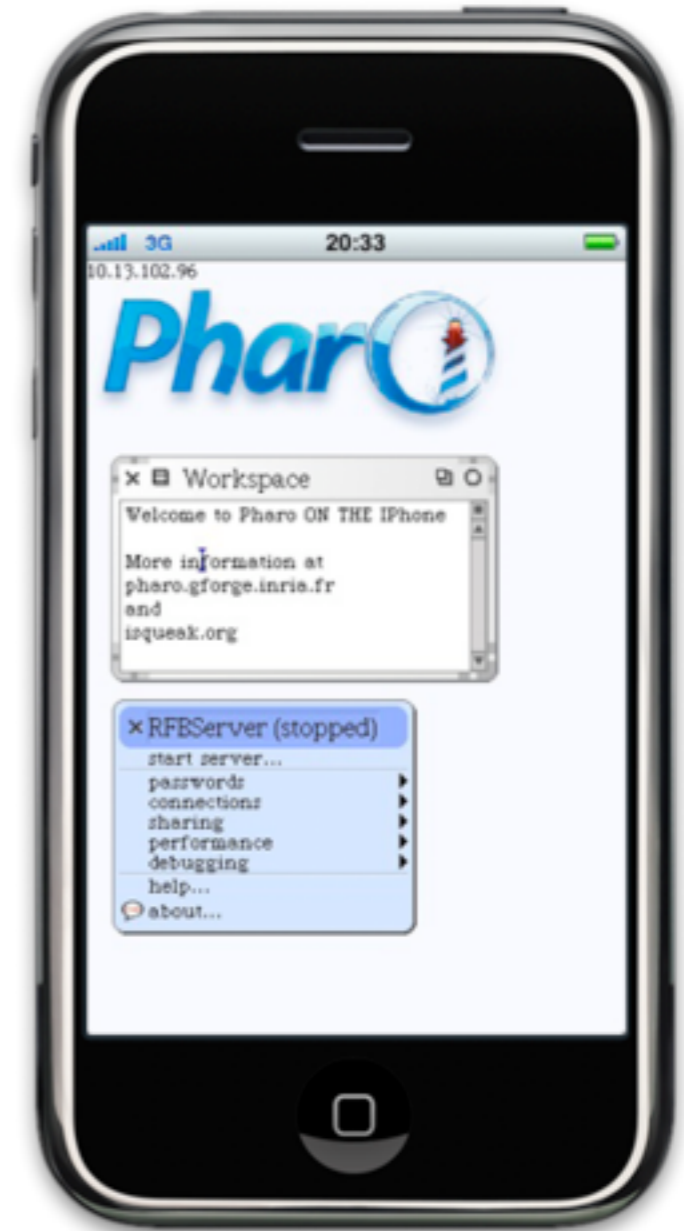 3G 20:33
10.13.102.96
Pharo
Workspace
Welcome to Pharo ON THE IPhone
More information at
pharo.gforge.inria.fr
and
isqueak.org
RFBServer (stopped)
start server...
passwords
connections
sharing
performance
debugging
help...
about...